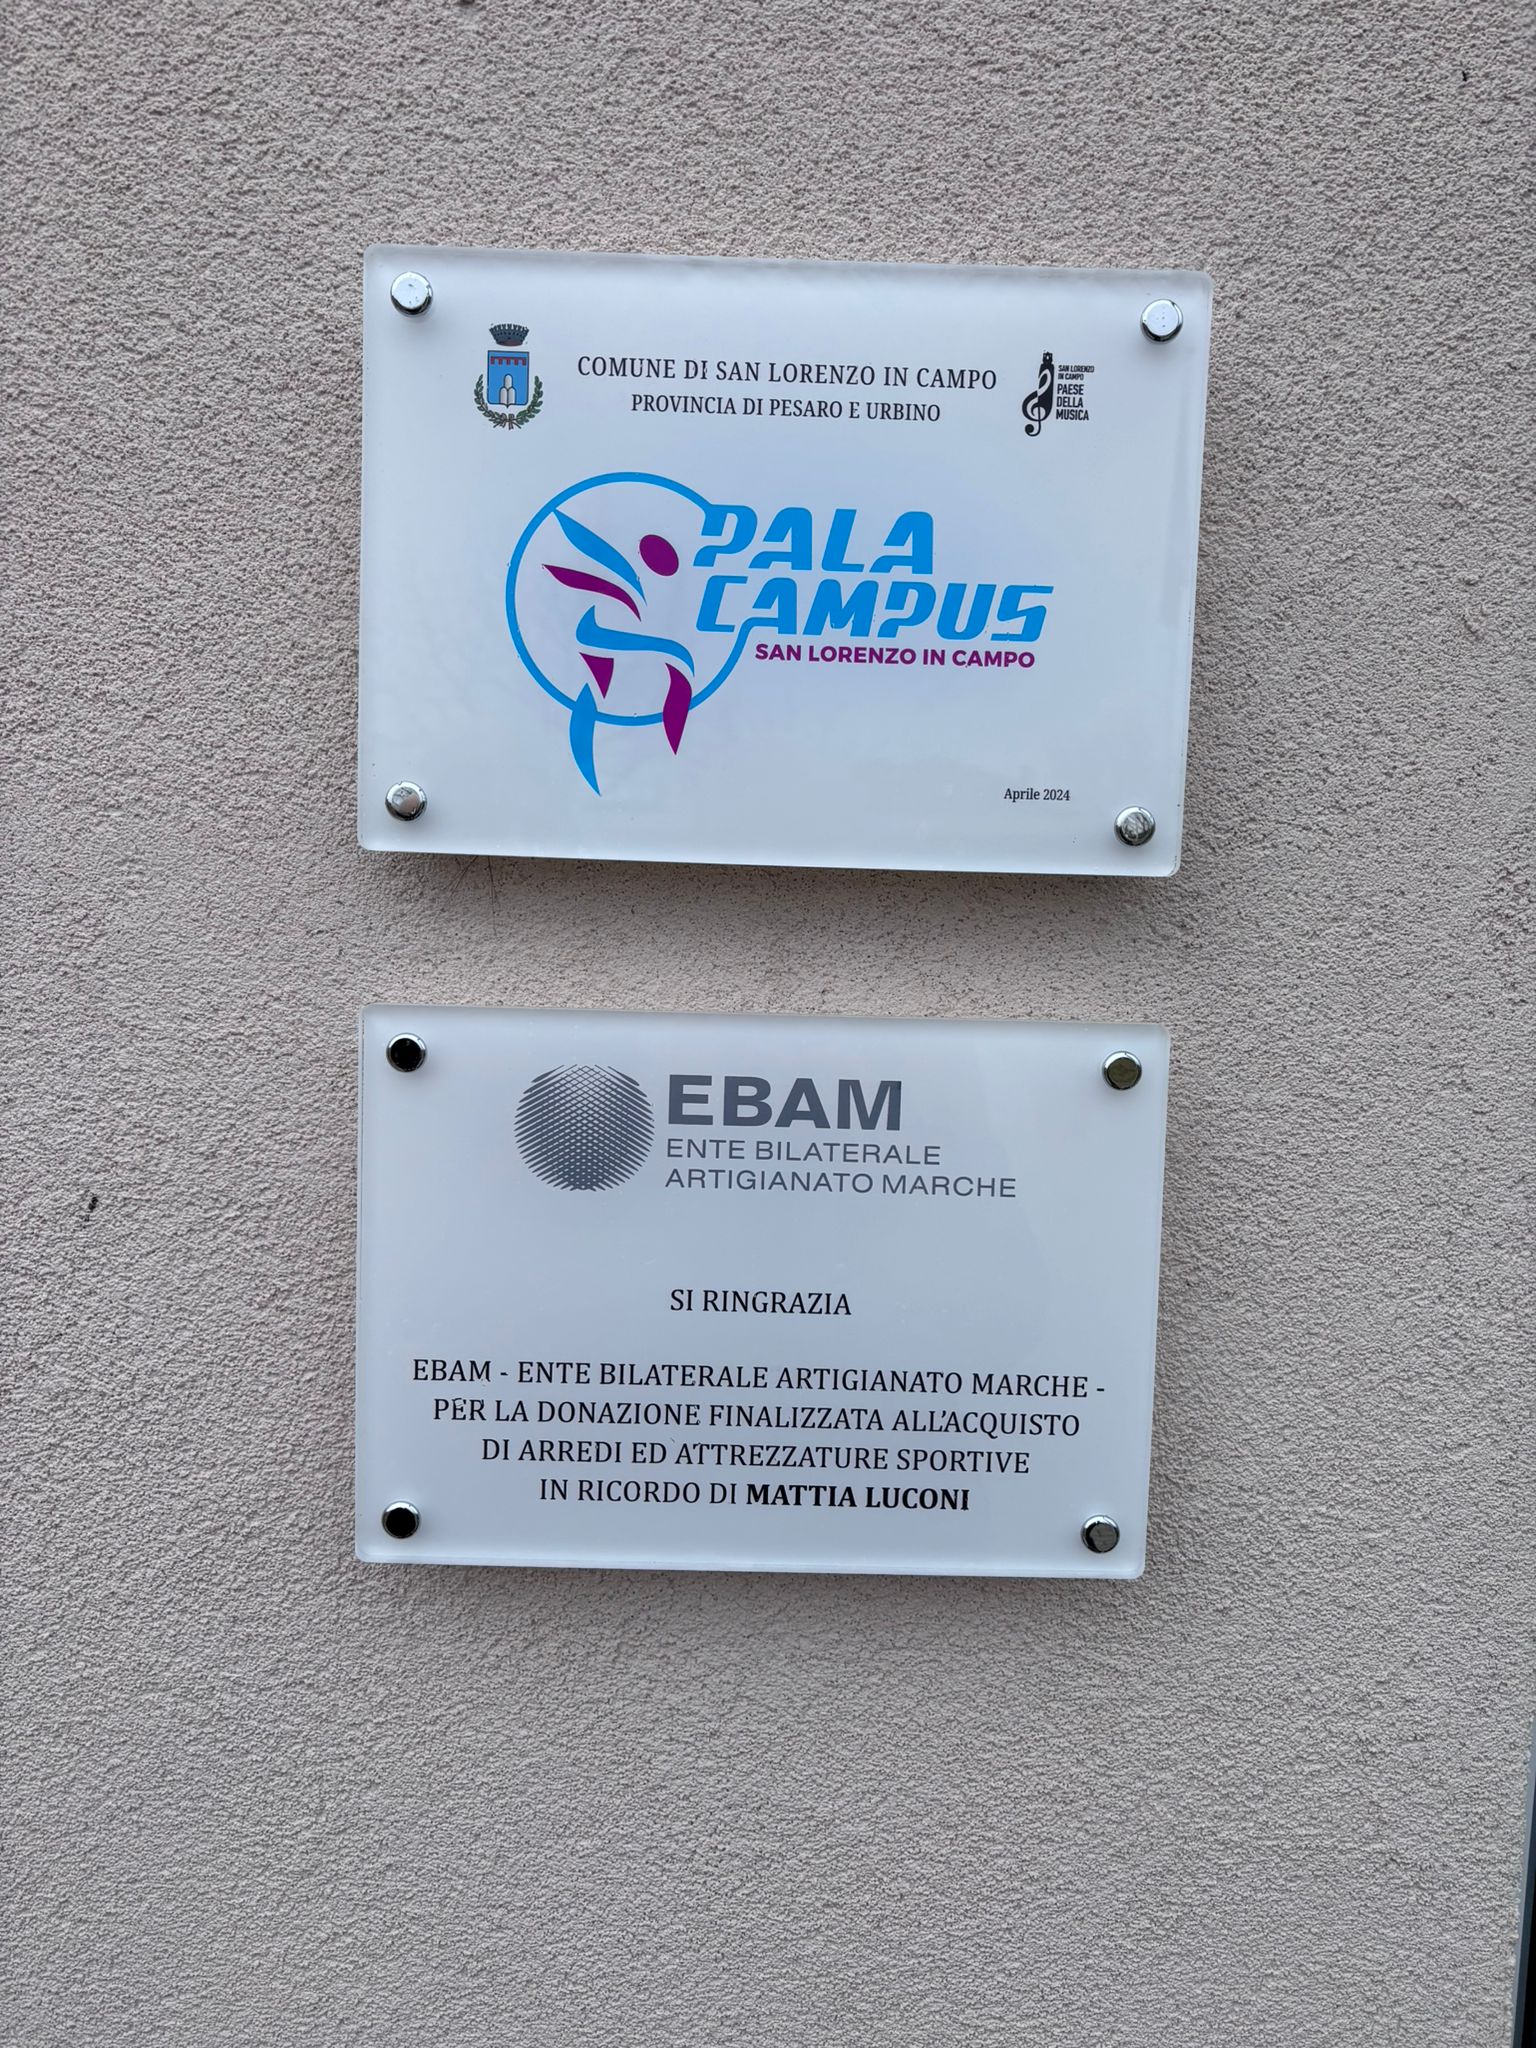 COMUNE DI SAN LORENZO IN CAMPO
PROVINCIA DI PESARO E URBINO
SAN LORENZO
IN CAMPO
PAESE
DELLA
MUSICA
PALA
CAMPUS
SAN LORENZO IN CAMPO
Aprile 2024
EBAM
ENTE BILATERALE
ARTIGIANATO MARCHE
SI RINGRAZIA
EBAM - ENTE BILATERALE ARTIGIANATO MARCHE -
PER LA DONAZIONE FINALIZZATA ALL'ACQUISTO
DI ARREDI ED ATTREZZATURE SPORTIVE
IN RICORDO DI MATTIA LUCONI